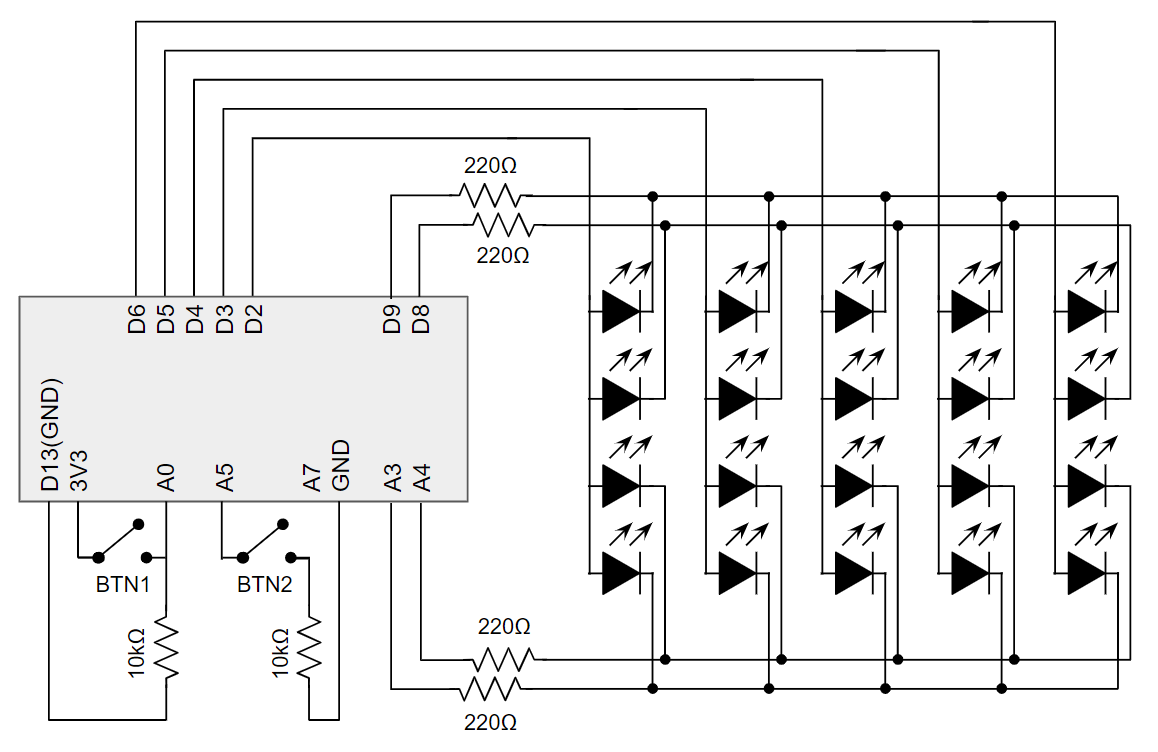 220Ω
220Ω
D6 D5 D4 D3 D2 D9 D8
D13(GND) 3V3 A0 A5 A7 GND A3 A4
BTN1 BTN2
10kΩ 10kΩ
220Ω
220Ω